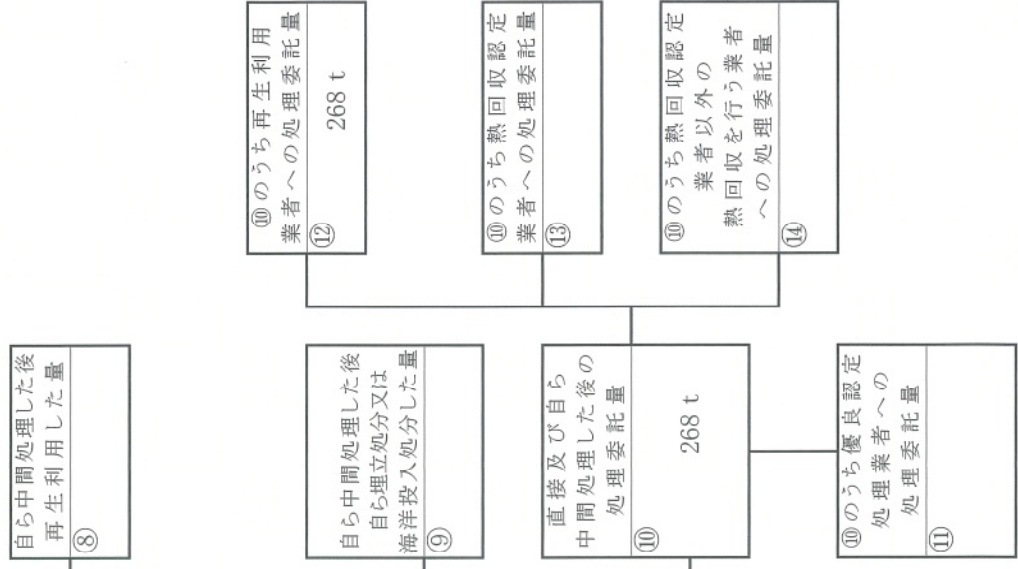 自ら中間処理した後
再生利用した量
⑧
自ら中間処理した後
自ら埋立処分又は
海洋投入処分した量
⑨
直接及び自ら
中間処理した後の
処理委託量
⑩
268 t
⑩のうち優良認定
処理業者への
処理委託量
⑪
⑩のうち再生利用
業者への処理委託量
⑫
268 t
⑩のうち熱回収認定
業者への処理委託量
⑬
⑩のうち熱回収認定
業者以外の
熱回収を行う業者
への処理委託量
⑭